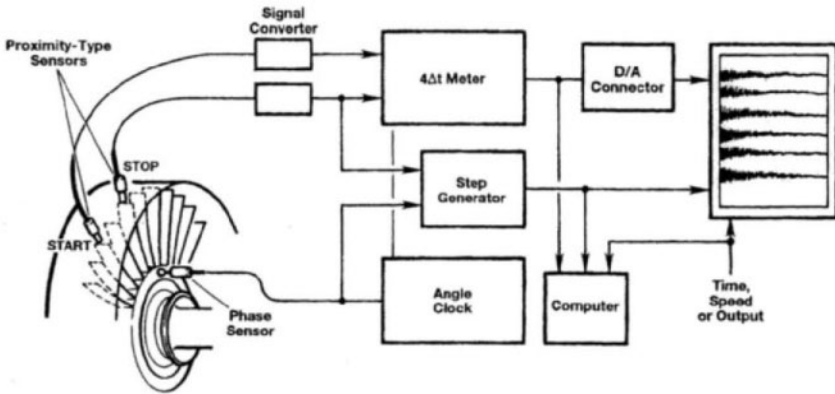 Signal
Converter
Proximity-Type
Sensors
4Δt Meter
D/A
Connector
STOP
Step
Generator
START
Phase
Sensor
Angle
Clock
Computer
Time,
Speed
or Output